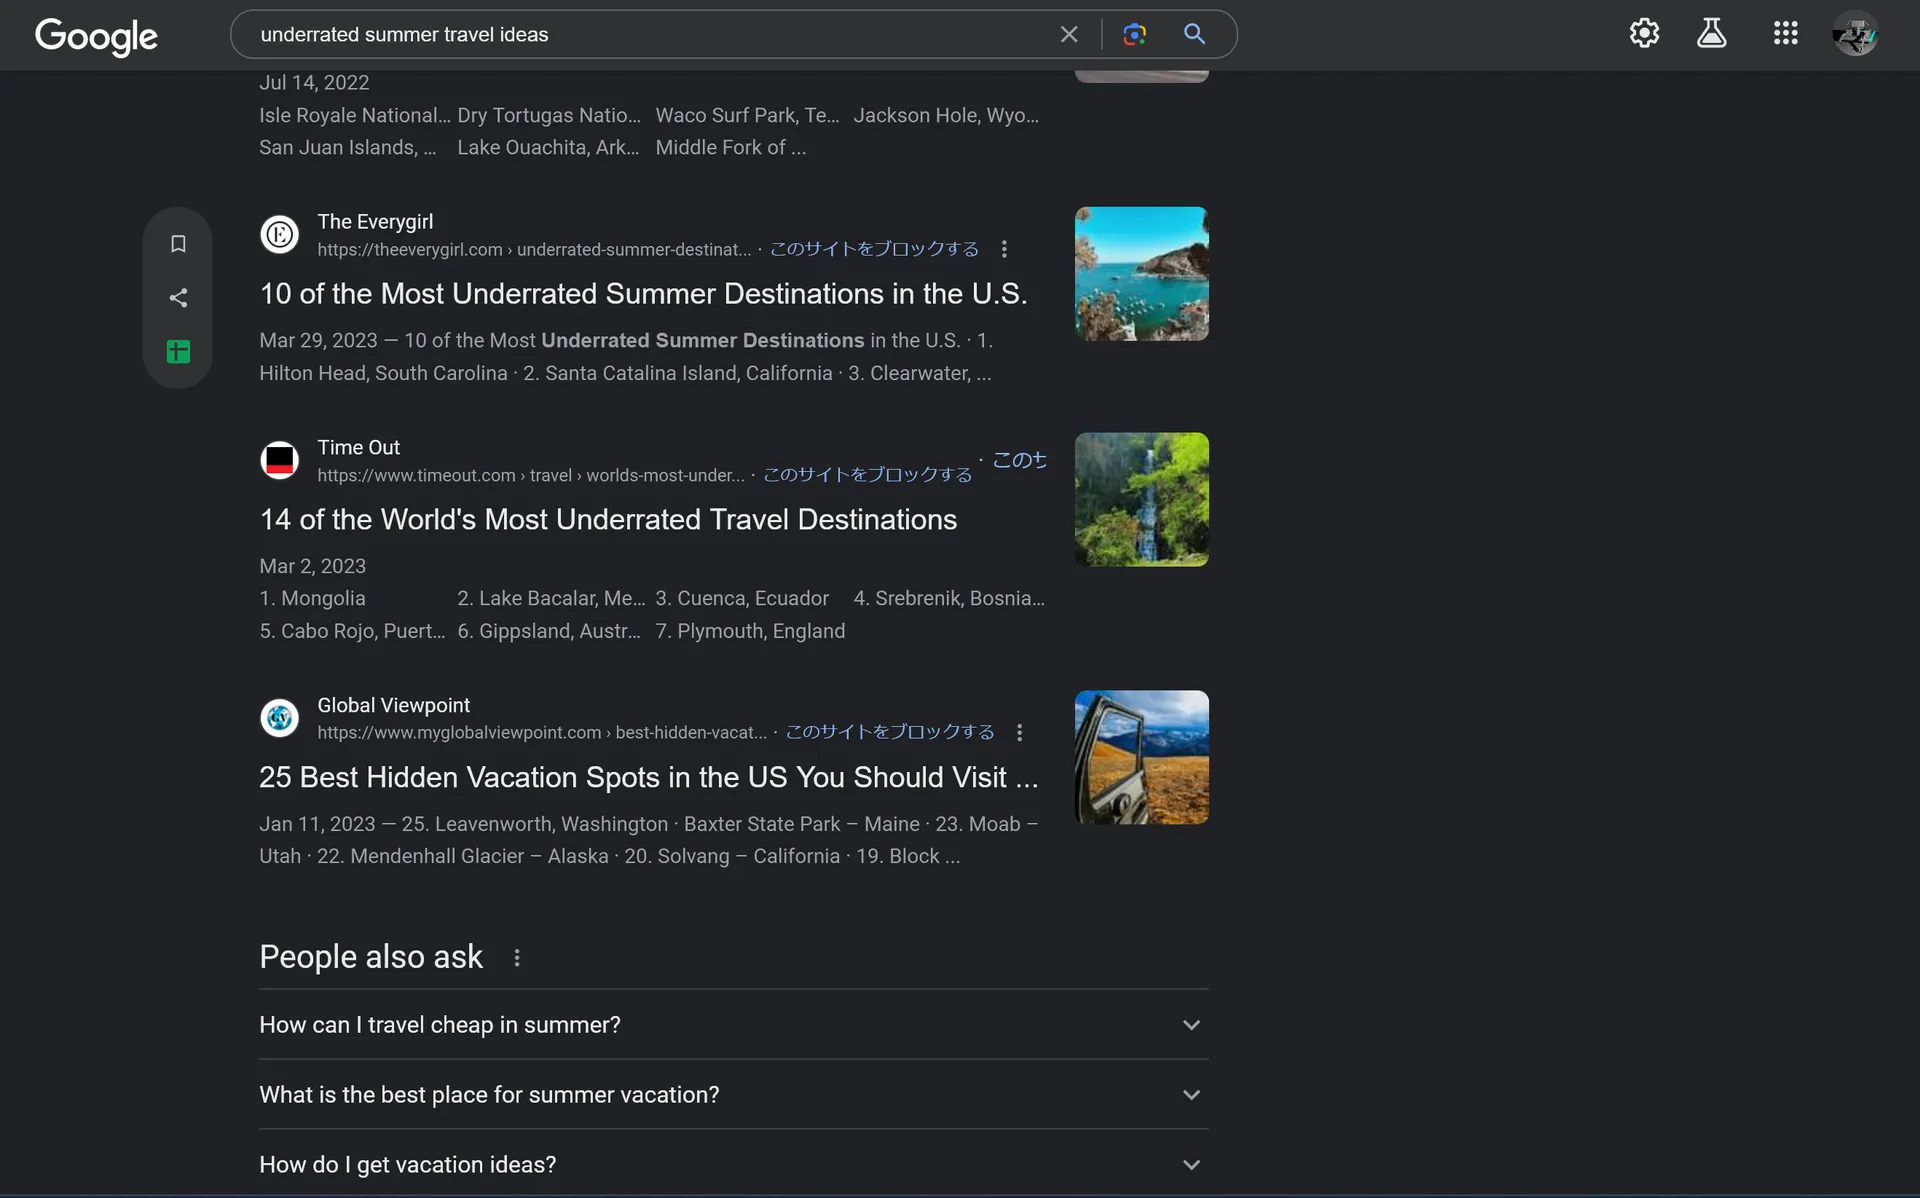 Google
underrated summer travel ideas
Jul 14, 2022
Isle Royale National... Dry Tortugas Natio... Waco Surf Park, Te... Jackson Hole, Wyo...
San Juan Islands, ... Lake Ouachita, Ark... Middle Fork of ...
The Everygirl
https://theeverygirl.com › underrated-summer-destinat... · このサイトをブロックする
10 of the Most Underrated Summer Destinations in the U.S.
Mar 29, 2023 — 10 of the Most Underrated Summer Destinations in the U.S. · 1.
Hilton Head, South Carolina · 2. Santa Catalina Island, California · 3. Clearwater, ...
Time Out
https://www.timeout.com › travel › worlds-most-under... · このサイトをブロックする · このサ
14 of the World's Most Underrated Travel Destinations
Mar 2, 2023
1. Mongolia 2. Lake Bacalar, Me... 3. Cuenca, Ecuador 4. Srebrenik, Bosnia...
5. Cabo Rojo, Puert... 6. Gippsland, Austr... 7. Plymouth, England
Global Viewpoint
https://www.myglobalviewpoint.com › best-hidden-vacat... · このサイトをブロックする
25 Best Hidden Vacation Spots in the US You Should Visit ...
Jan 11, 2023 — 25. Leavenworth, Washington · Baxter State Park – Maine · 23. Moab –
Utah · 22. Mendenhall Glacier – Alaska · 20. Solvang – California · 19. Block ...
People also ask
How can I travel cheap in summer?
What is the best place for summer vacation?
How do I get vacation ideas?